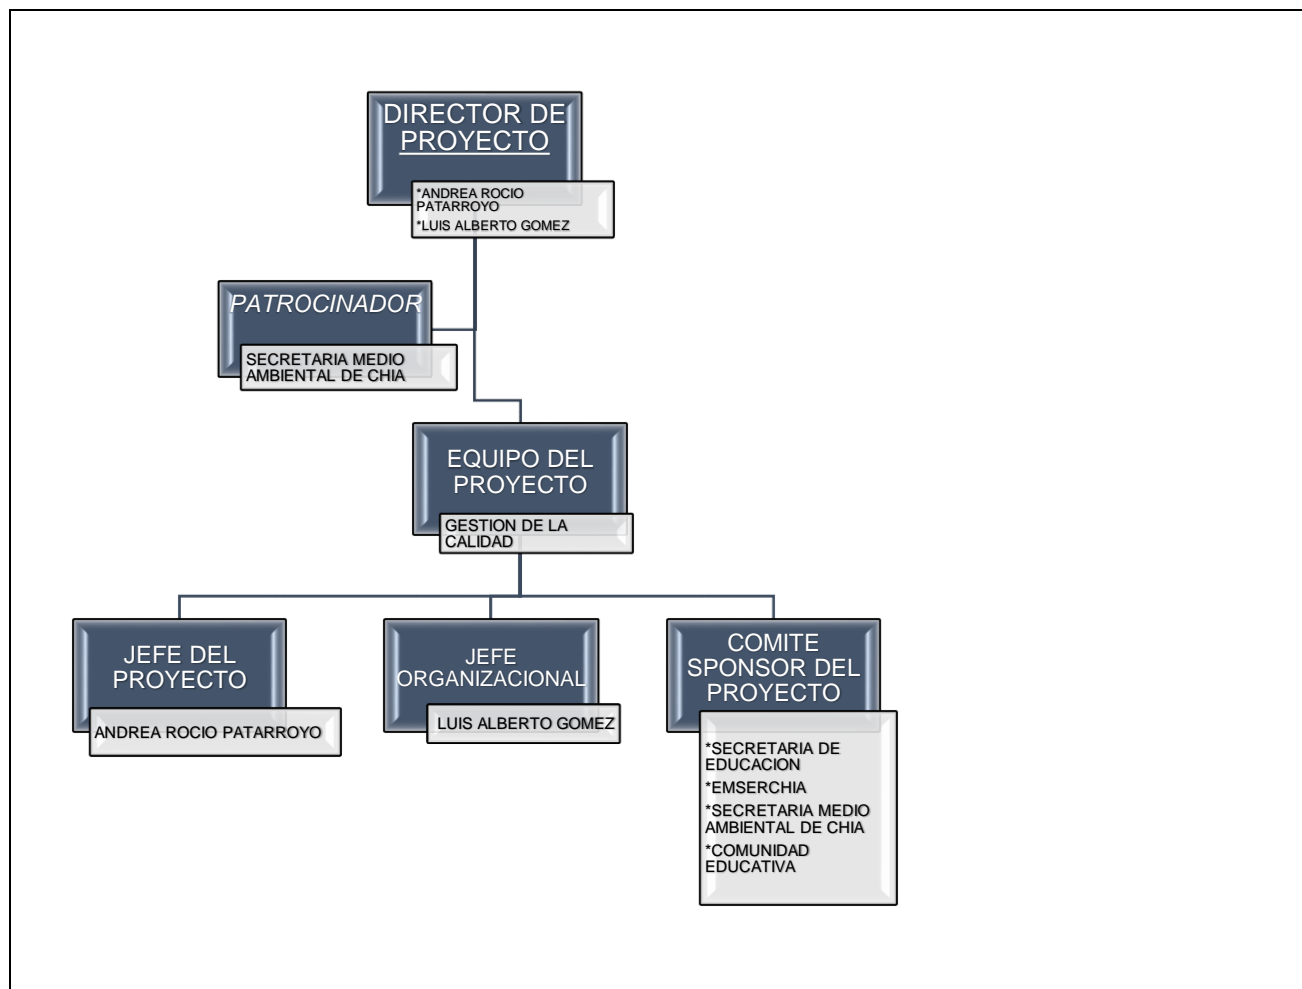 DIRECTOR DE
PROYECTO
*ANDREA ROCIO
PATARROYO
*LUIS ALBERTO GOMEZ
PATROCINADOR
SECRETARIA MEDIO
AMBIENTAL DE CHIA
EQUIPO DEL
PROYECTO
GESTION DE LA
CALIDAD
JEFE DEL
PROYECTO
ANDREA ROCIO PATARROYO
JEFE
ORGANIZACIONAL
LUIS ALBERTO GOMEZ
COMITE
SPONSOR DEL
PROYECTO
*SECRETARIA DE
EDUCACION
*EMSERCHIA
*SECRETARIA MEDIO
AMBIENTAL DE CHIA
*COMUNIDAD
EDUCATIVA